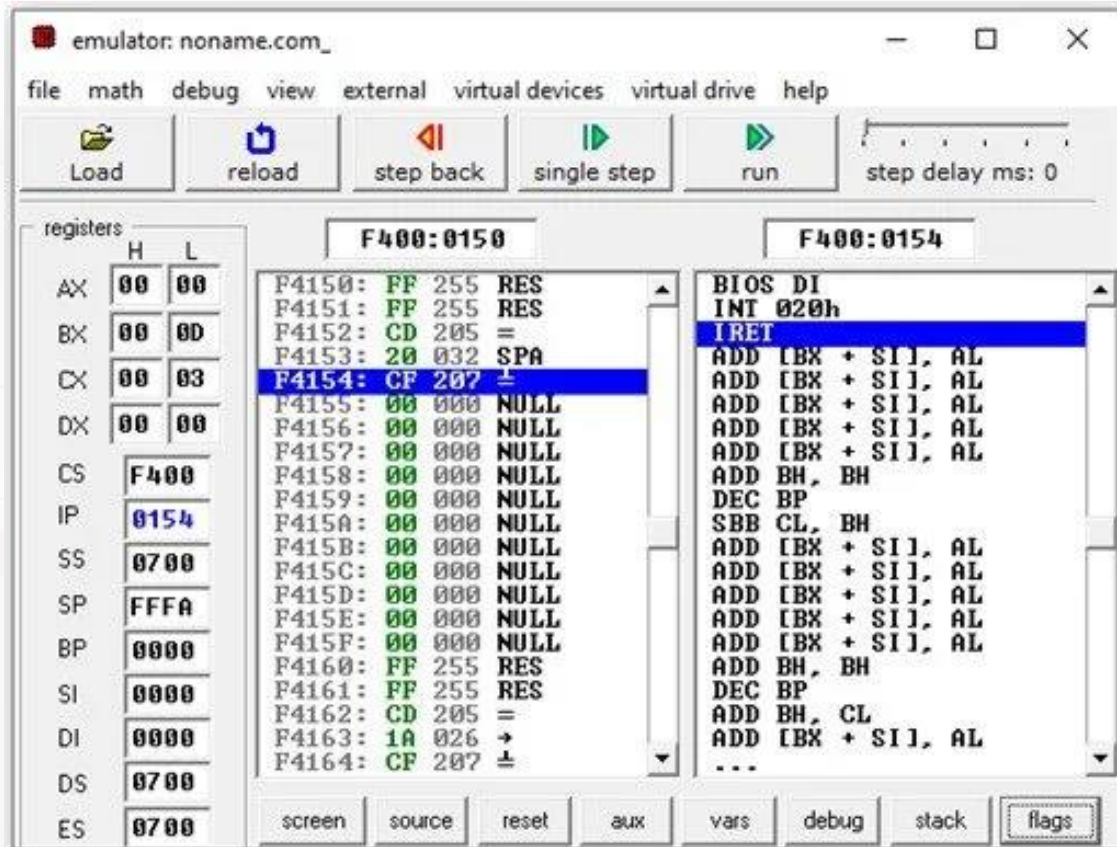 emulator: noname.com_
file math debug view external virtual devices virtual drive help
Load reload step back single step run step delay ms: 0
registers
H L
F400:0150
F400:0154
AX 00 00
BX 00 0D
CX 00 03
DX 00 00
CS F400
IP 0154
SS 0700
SP FFFA
BP 0000
SI 0000
DI 0000
DS 0700
ES 0700
F4150: FF 255 RES
F4151: FF 255 RES
F4152: CD 205 =
F4153: 20 032 SPA
F4154: CF 207 ╧
F4155: 00 000 NULL
F4156: 00 000 NULL
F4157: 00 000 NULL
F4158: 00 000 NULL
F4159: 00 000 NULL
F415A: 00 000 NULL
F415B: 00 000 NULL
F415C: 00 000 NULL
F415D: 00 000 NULL
F415E: 00 000 NULL
F415F: 00 000 NULL
F4160: FF 255 RES
F4161: FF 255 RES
F4162: CD 205 =
F4163: 1A 026 →
F4164: CF 207 ╧
BIOS DI
INT 020h
IRET
ADD [BX + SI], AL
ADD [BX + SI], AL
ADD [BX + SI], AL
ADD [BX + SI], AL
ADD [BX + SI], AL
ADD BH, BH
DEC BP
SBB CL, BH
ADD [BX + SI], AL
ADD [BX + SI], AL
ADD [BX + SI], AL
ADD [BX + SI], AL
ADD [BX + SI], AL
ADD BH, BH
DEC BP
ADD BH, CL
ADD [BX + SI], AL
...
screen source reset aux vars debug stack flags